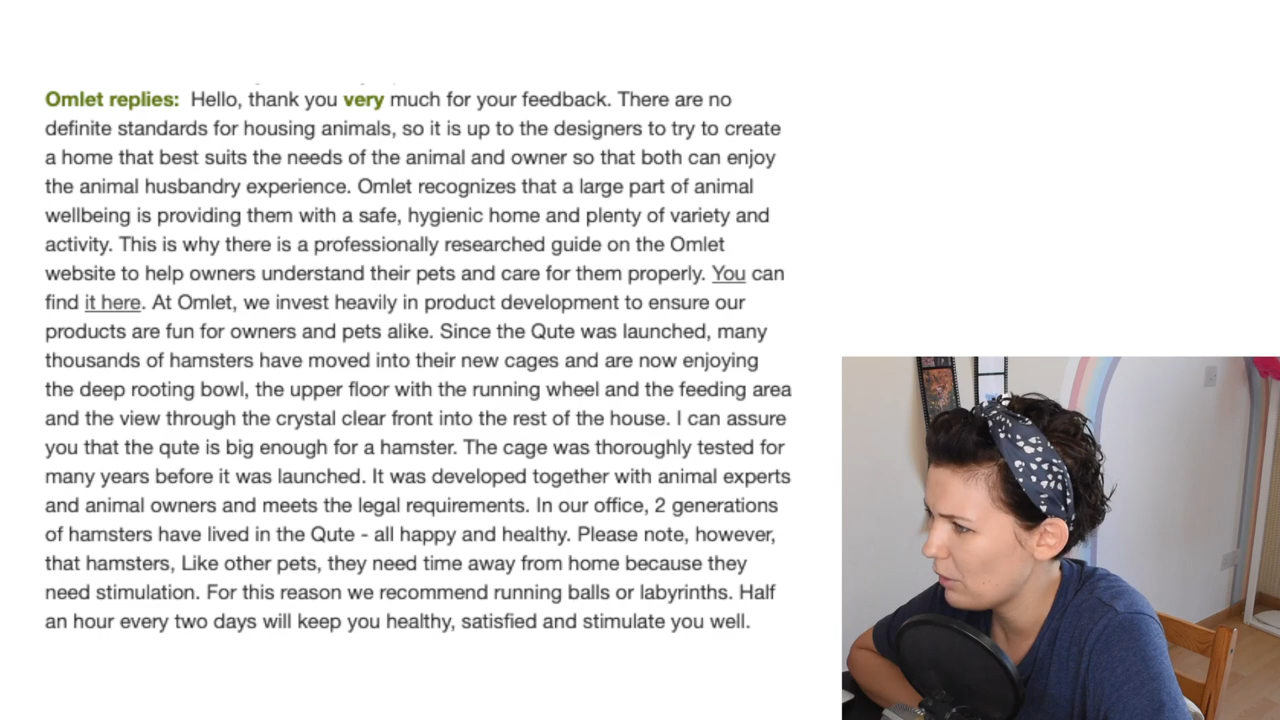 Omlet replies: Hello, thank you very much for your feedback. There are no
definite standards for housing animals, so it is up to the designers to try to create
a home that best suits the needs of the animal and owner so that both can enjoy
the animal husbandry experience. Omlet recognizes that a large part of animal
wellbeing is providing them with a safe, hygienic home and plenty of variety and
activity. This is why there is a professionally researched guide on the Omlet
website to help owners understand their pets and care for them properly. You can
find it here. At Omlet, we invest heavily in product development to ensure our
products are fun for owners and pets alike. Since the Qute was launched, many
thousands of hamsters have moved into their new cages and are now enjoying
the deep rooting bowl, the upper floor with the running wheel and the feeding area
and the view through the crystal clear front into the rest of the house. I can assure
you that the qute is big enough for a hamster. The cage was thoroughly tested for
many years before it was launched. It was developed together with animal experts
and animal owners and meets the legal requirements. In our office, 2 generations
of hamsters have lived in the Qute - all happy and healthy. Please note, however,
that hamsters, Like other pets, they need time away from home because they
need stimulation. For this reason we recommend running balls or labyrinths. Half
an hour every two days will keep you healthy, satisfied and stimulate you well.